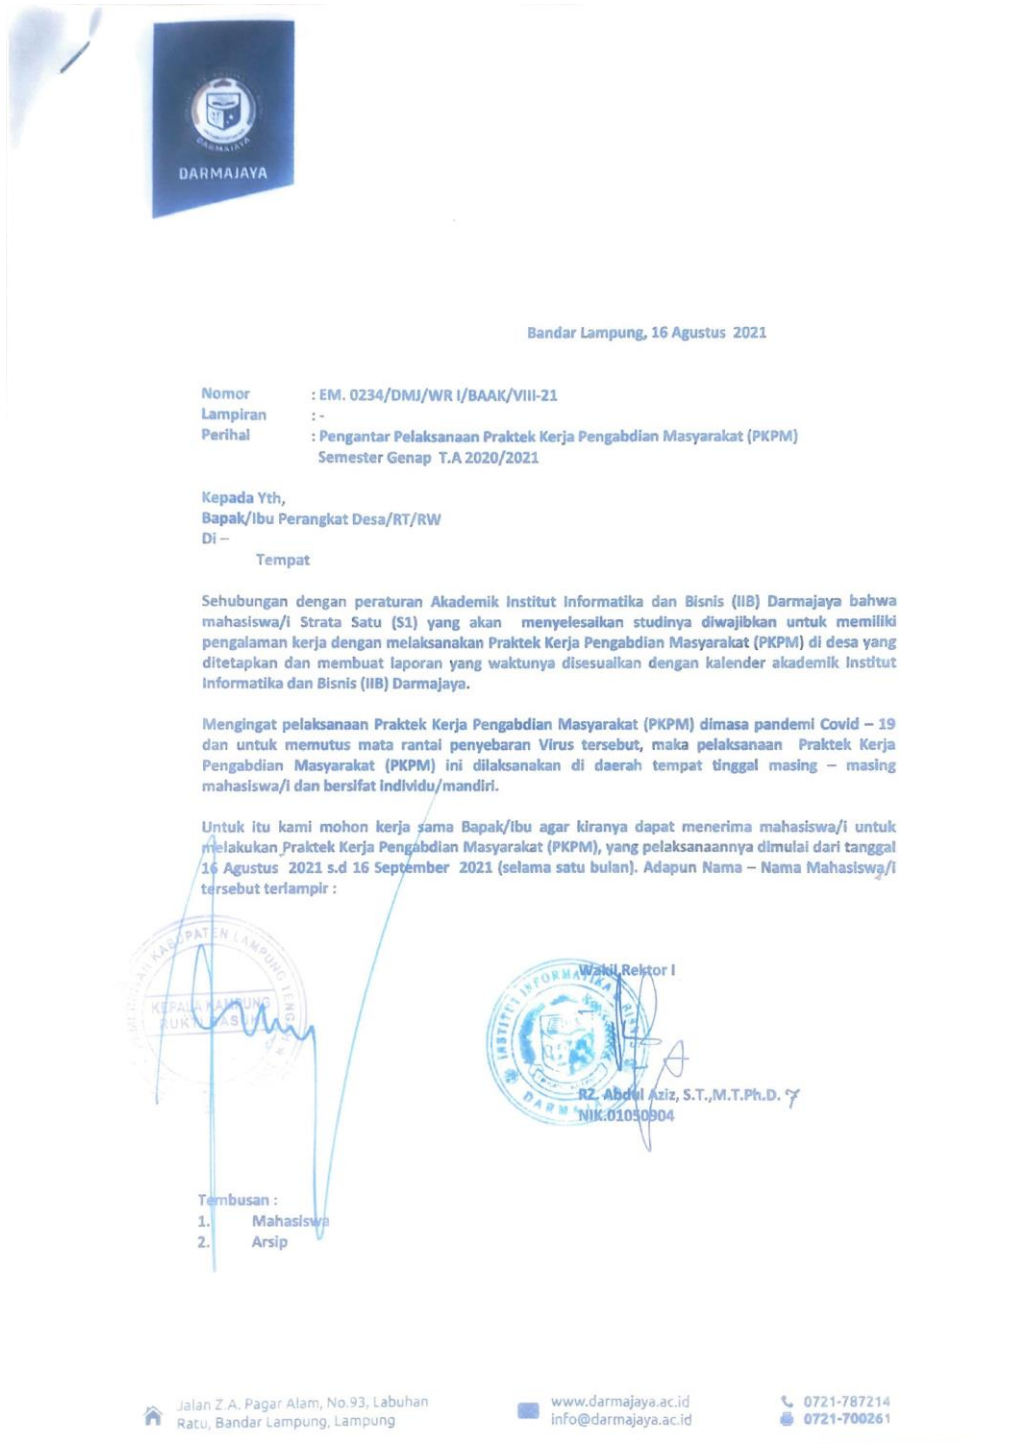 DARMAJAYA
DARMAJAYA
Bandar Lampung, 16 Agustus 2021
Nomor : EM. 0234/DMJ/WR I/BAAK/VIII-21
Lampiran : -
Perihal : Pengantar Pelaksanaan Praktek Kerja Pengabdian Masyarakat (PKPM)
Semester Genap T.A 2020/2021
Kepada Yth,
Bapak/Ibu Perangkat Desa/RT/RW
Di –
Tempat
Sehubungan dengan peraturan Akademik Institut Informatika dan Bisnis (IIB) Darmajaya bahwa
mahasiswa/i Strata Satu (S1) yang akan menyelesaikan studinya diwajibkan untuk memiliki
pengalaman kerja dengan melaksanakan Praktek Kerja Pengabdian Masyarakat (PKPM) di desa yang
ditetapkan dan membuat laporan yang waktunya disesuaikan dengan kalender akademik Institut
Informatika dan Bisnis (IIB) Darmajaya.
Mengingat pelaksanaan Praktek Kerja Pengabdian Masyarakat (PKPM) dimasa pandemi Covid – 19
dan untuk memutus mata rantai penyebaran Virus tersebut, maka pelaksanaan Praktek Kerja
Pengabdian Masyarakat (PKPM) ini dilaksanakan di daerah tempat tinggal masing – masing
mahasiswa/i dan bersifat individu/mandiri.
Untuk itu kami mohon kerja sama Bapak/Ibu agar kiranya dapat menerima mahasiswa/i untuk
melakukan Praktek Kerja Pengabdian Masyarakat (PKPM), yang pelaksanaannya dimulai dari tanggal
16 Agustus 2021 s.d 16 September 2021 (selama satu bulan). Adapun Nama – Nama Mahasiswa/i
tersebut terlampir :
KABUPATEN LAMPUNG TENGAH
KEPALA KAMPUNG
RUKTI BASUKI
Wakil Rektor I
INSTITUT INFORMATIKA
DARMAJAYA
RZ. Abdul Aziz, S.T.,M.T.Ph.D.
NIK.01050904
Tembusan :
1. Mahasiswa
2. Arsip
Jalan Z.A. Pagar Alam, No.93, Labuhan
Ratu, Bandar Lampung, Lampung
www.darmajaya.ac.id
info@darmajaya.ac.id
0721-787214
0721-700261